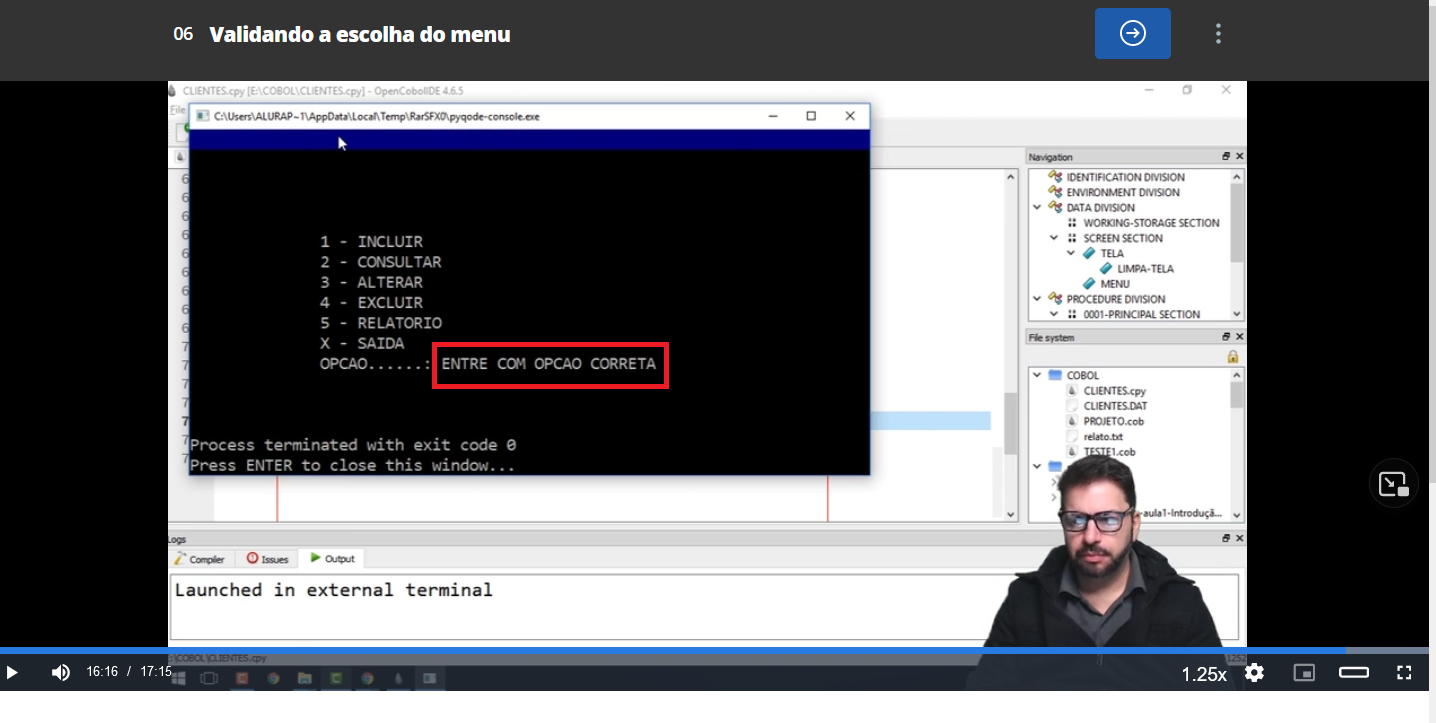 06 Validando a escolha do menu
CLIENTES.cpy [E:\COBOL\CLIENTES.cpy] - OpenCobolIDE 4.6.5
File
C:\Users\ALURAP~1\AppData\Local\Temp\RarSFX0\pyqode-console.exe
1 - INCLUIR
2 - CONSULTAR
3 - ALTERAR
4 - EXCLUIR
5 - RELATORIO
X - SAIDA
OPCAO......: ENTRE COM OPCAO CORRETA
Process terminated with exit code 0
Press ENTER to close this window...
Navigation
IDENTIFICATION DIVISION
ENVIRONMENT DIVISION
DATA DIVISION
WORKING-STORAGE SECTION
SCREEN SECTION
TELA
LIMPA-TELA
MENU
PROCEDURE DIVISION
0001-PRINCIPAL SECTION
File system
COBOL
CLIENTES.cpy
CLIENTES.DAT
PROJETO.cob
relato.txt
TESTE1.cob
-aula1-Introduçã...
Logs
Compiler Issues Output
Launched in external terminal
E:\COBOL\CLIENTES.cpy
16:16 / 17:15
1.25x